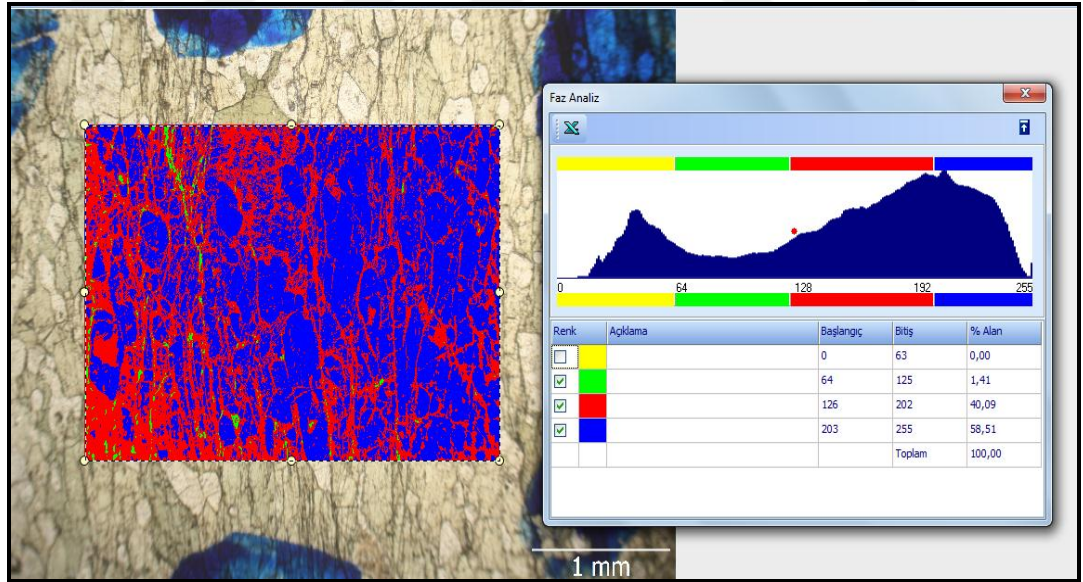 Faz Analiz
0 64 128 192 255
Renk Açıklama Başlangıç Bitiş % Alan
0 63 0,00
64 125 1,41
126 202 40,09
203 255 58,51
Toplam 100,00
1 mm